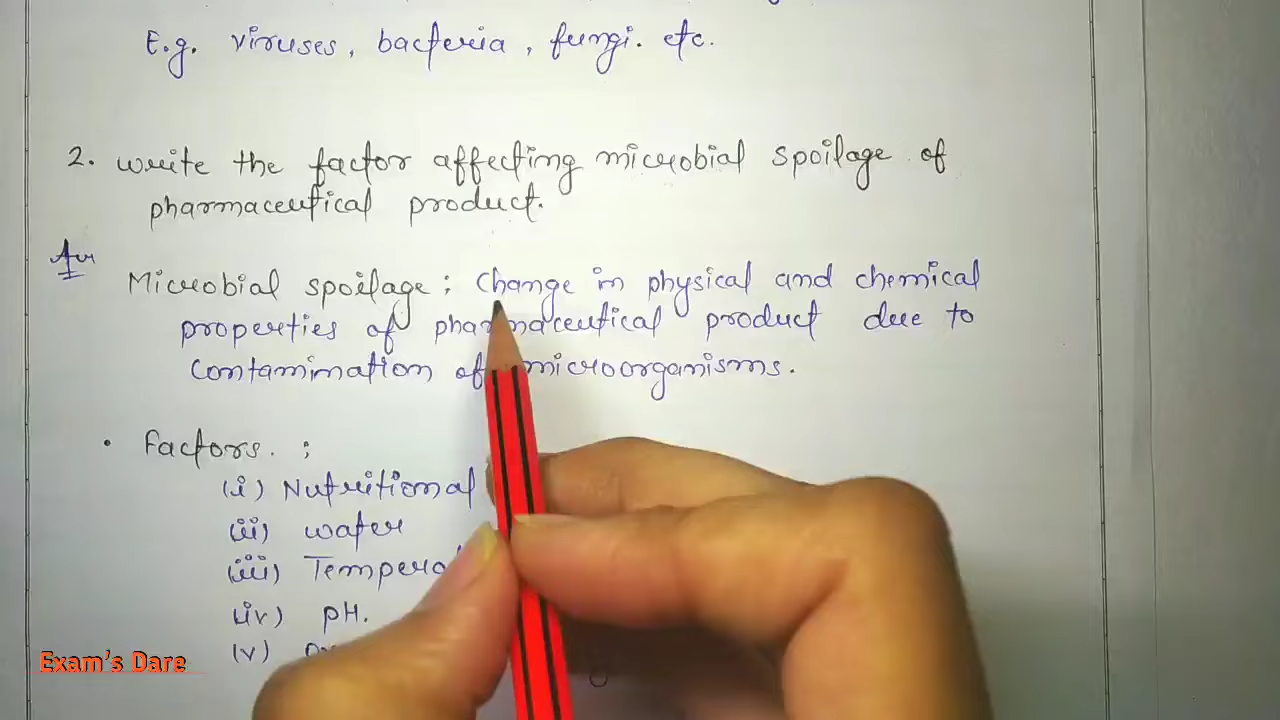 E.g. viruses, bacteria, fungi. etc.
2. write the factor affecting microbial spoilage of
pharmaceutical product.
Ans
Microbial spoilage : Change in physical and chemical
properties of pharmaceutical product due to
contamination of microorganisms.
• Factors. :
(i) Nutritional
(ii) water
(iii)
(iv) pH.
(v)
Exam's Dare